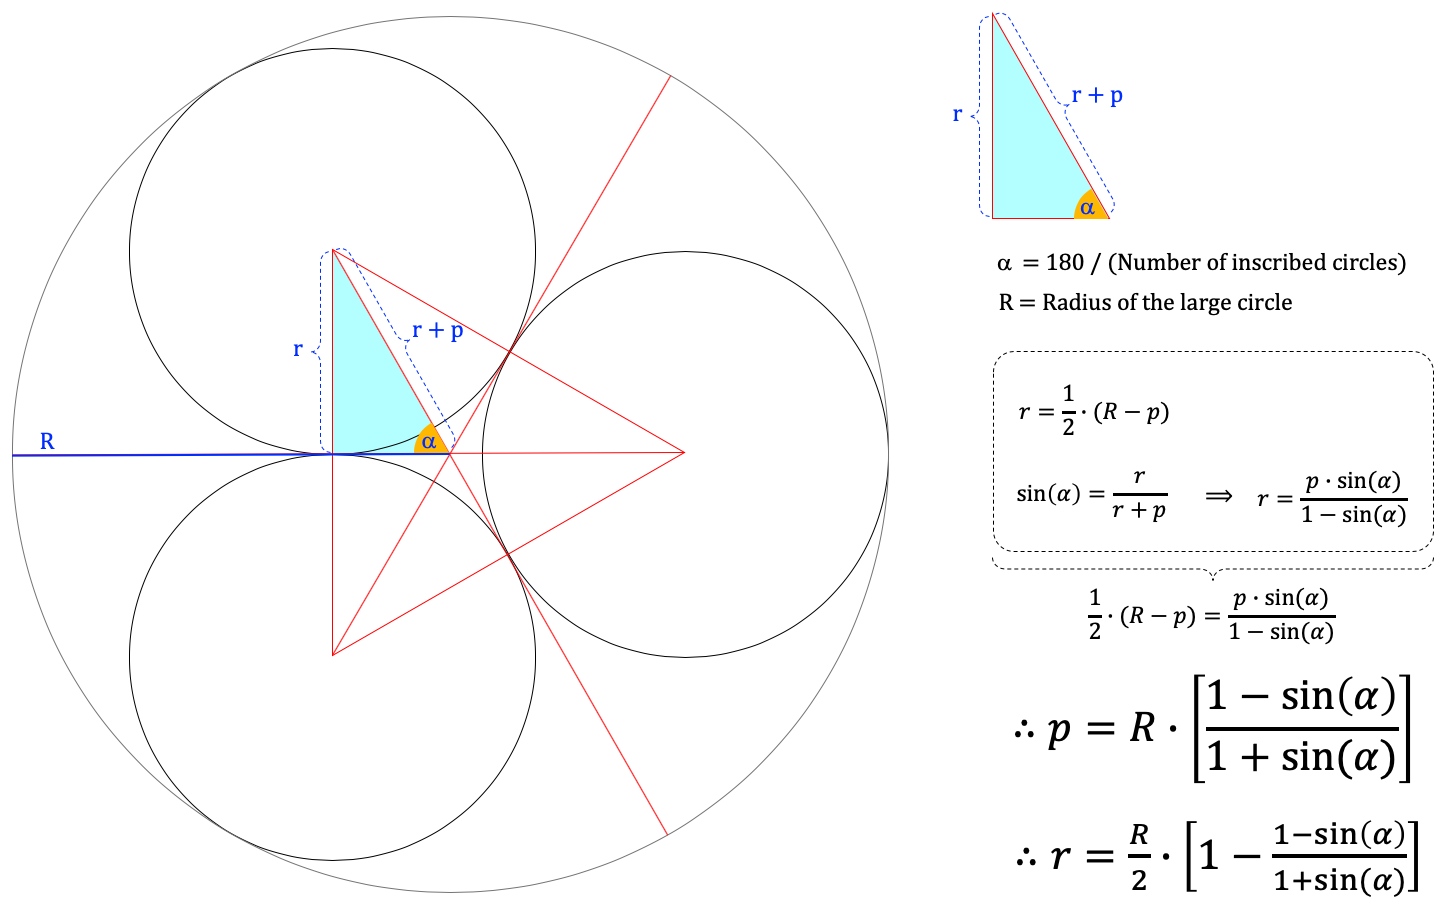 r
r + p
α
R
r
r + p
α
α = 180 / (Number of inscribed circles)
R = Radius of the large circle
r = 1/2 · (R − p)
sin(α) = r/(r + p) ⟹ r = (p · sin(α))/(1 − sin(α))
1/2 · (R − p) = (p · sin(α))/(1 − sin(α))
∴ p = R · [(1 − sin(α))/(1 + sin(α))]
∴ r = R/2 · [1 − (1−sin(α))/(1+sin(α))]